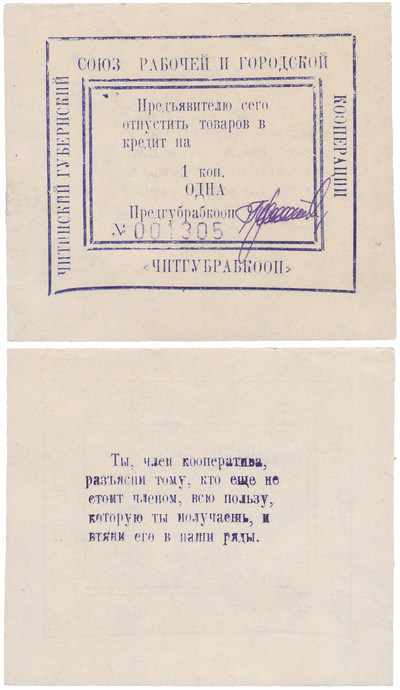 ЧИТИНСКИЙ ГУБЕРНСКИЙ
СОЮЗ РАБОЧЕЙ И ГОРОДСКОЙ
КООПЕРАЦИИ
Предъявителю сего
отпустить товаров в
кредит на
1 коп.
ОДНА
Предгубрабкооп
№ 001305
«ЧИТГУБРАБКООП»
Ты, член кооператива,
разъясни тому, кто еще не
стоит членом, всю пользу,
которую ты получаешь, и
втяни его в наши ряды.